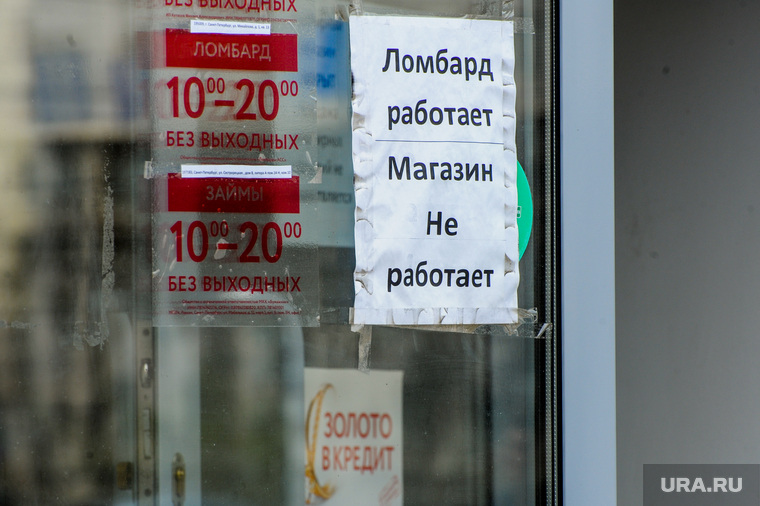 БЕЗ ВЫХОДНЫХ
ЛОМБАРД
10⁰⁰–20⁰⁰
БЕЗ ВЫХОДНЫХ
ЗАЙМЫ
10⁰⁰–20⁰⁰
БЕЗ ВЫХОДНЫХ
Ломбард
работает
Магазин
Не
работает
ЗОЛОТО
В КРЕДИТ
URA.RU